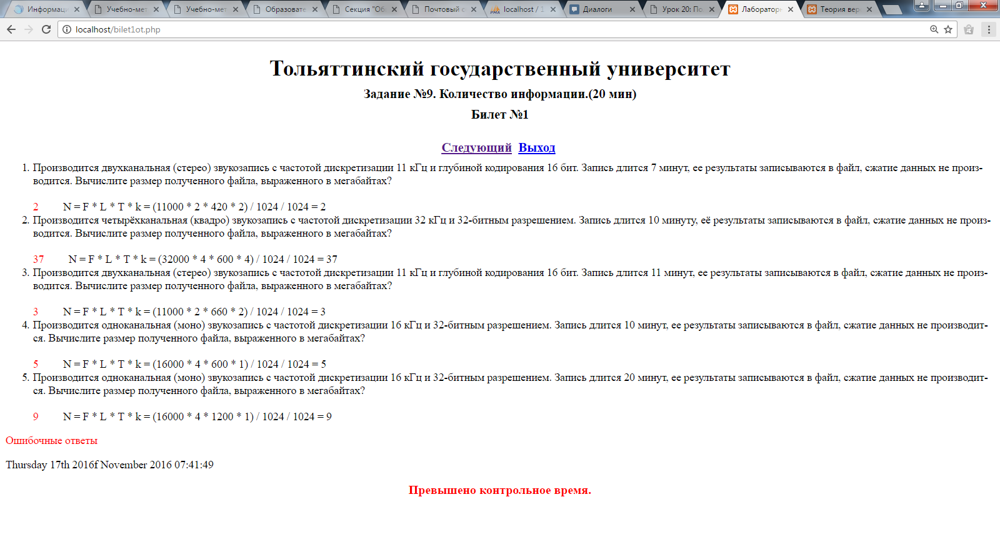 Информаци
Учебно-мет
Учебно-мет
Образовате
Секция "Об
Почтовый с
localhost / 1
Диалоги
Урок 20: По
Лаборатор
Теория вер
localhost/bilet1ot.php
Тольяттинский государственный университет
Задание №9. Количество информации.(20 мин)
Билет №1
Следующий Выход
1. Производится двухканальная (стерео) звукозапись с частотой дискретизации 11 кГц и глубиной кодирования 16 бит. Запись длится 7 минут, ее результаты записываются в файл, сжатие данных не произ-
водится. Вычислите размер полученного файла, выраженного в мегабайтах?
2 N = F * L * T * k = (11000 * 2 * 420 * 2) / 1024 / 1024 = 2
2. Производится четырёхканальная (квадро) звукозапись с частотой дискретизации 32 кГц и 32-битным разрешением. Запись длится 10 минуту, её результаты записываются в файл, сжатие данных не произ-
водится. Вычислите размер полученного файла, выраженного в мегабайтах?
37 N = F * L * T * k = (32000 * 4 * 600 * 4) / 1024 / 1024 = 37
3. Производится двухканальная (стерео) звукозапись с частотой дискретизации 11 кГц и глубиной кодирования 16 бит. Запись длится 11 минут, ее результаты записываются в файл, сжатие данных не произ-
водится. Вычислите размер полученного файла, выраженного в мегабайтах?
3 N = F * L * T * k = (11000 * 2 * 660 * 2) / 1024 / 1024 = 3
4. Производится одноканальная (моно) звукозапись с частотой дискретизации 16 кГц и 32-битным разрешением. Запись длится 10 минут, ее результаты записываются в файл, сжатие данных не производит-
ся. Вычислите размер полученного файла, выраженного в мегабайтах?
5 N = F * L * T * k = (16000 * 4 * 600 * 1) / 1024 / 1024 = 5
5. Производится одноканальная (моно) звукозапись с частотой дискретизации 16 кГц и 32-битным разрешением. Запись длится 20 минут, ее результаты записываются в файл, сжатие данных не производит-
ся. Вычислите размер полученного файла, выраженного в мегабайтах?
9 N = F * L * T * k = (16000 * 4 * 1200 * 1) / 1024 / 1024 = 9
Ошибочные ответы
Thursday 17th 2016f November 2016 07:41:49
Превышено контрольное время.